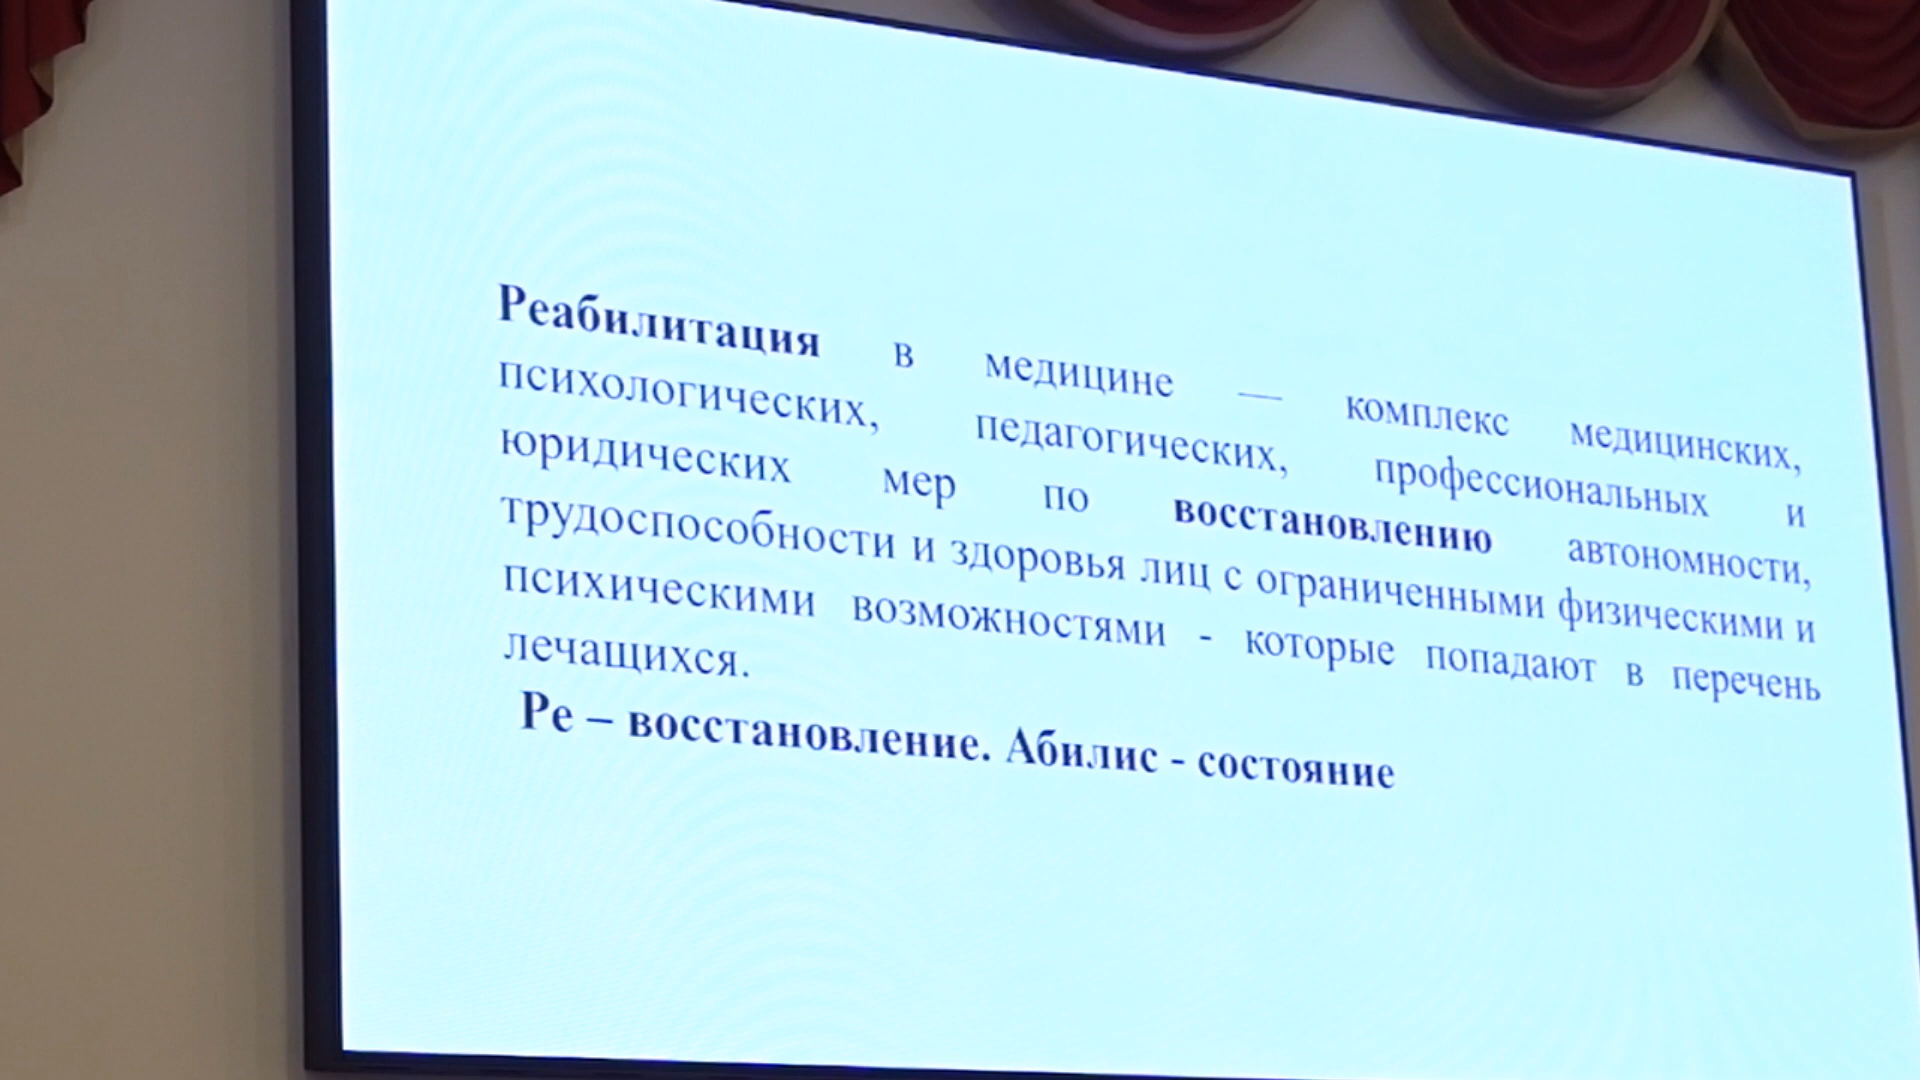 Реабилитация в медицине — комплекс медицинских,
психологических, педагогических, профессиональных и
юридических мер по восстановлению автономности,
трудоспособности и здоровья лиц с ограниченными физическими и
психическими возможностями - которые попадают в перечень
лечащихся.
Ре – восстановление. Абилис - состояние